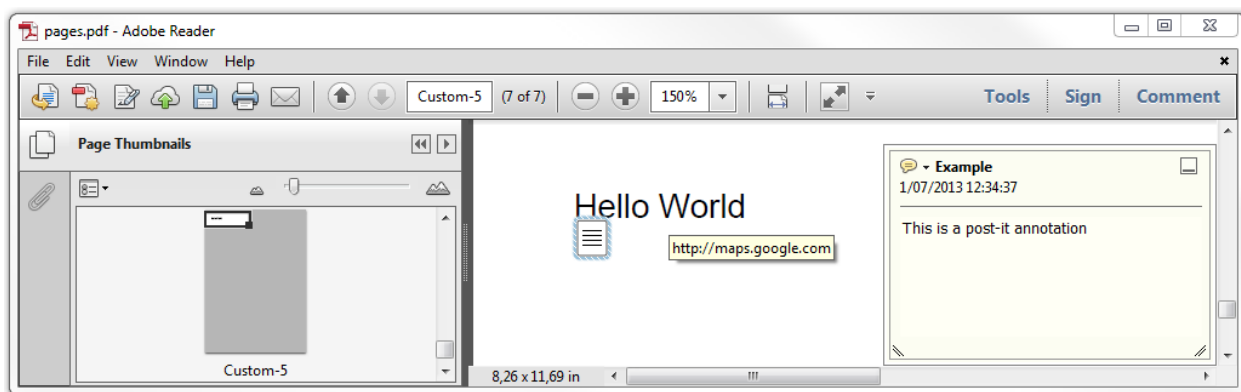 pages.pdf - Adobe Reader
File Edit View Window Help
Custom-5 (7 of 7) 150% Tools Sign Comment
Page Thumbnails
Example
1/07/2013 12:34:37
Hello World
This is a post-it annotation
http://maps.google.com
Custom-5
8,26 x 11,69 in